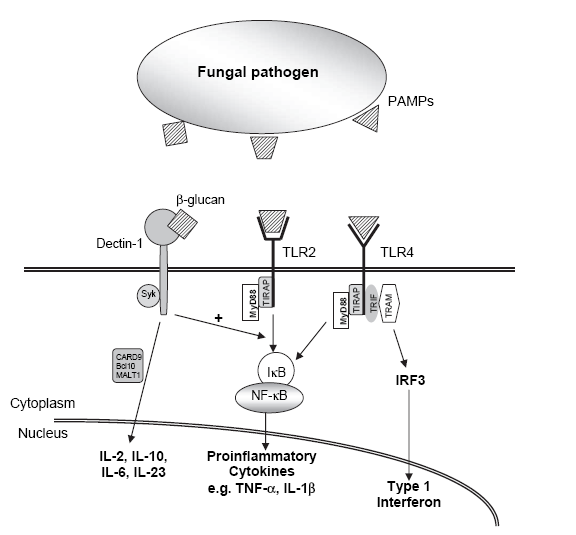 Fungal pathogen
PAMPs
β-glucan
Dectin-1
TLR2
TLR4
Syk
MyD88
TIRAP
MyD88
TIRAP
TRIF
TRAM
+
CARD9
Bcl10
MALT1
IκB
NF-κB
IRF3
Cytoplasm
Nucleus
IL-2, IL-10,
IL-6, IL-23
Proinflammatory
Cytokines
e.g. TNF-α, IL-1β
Type 1
Interferon